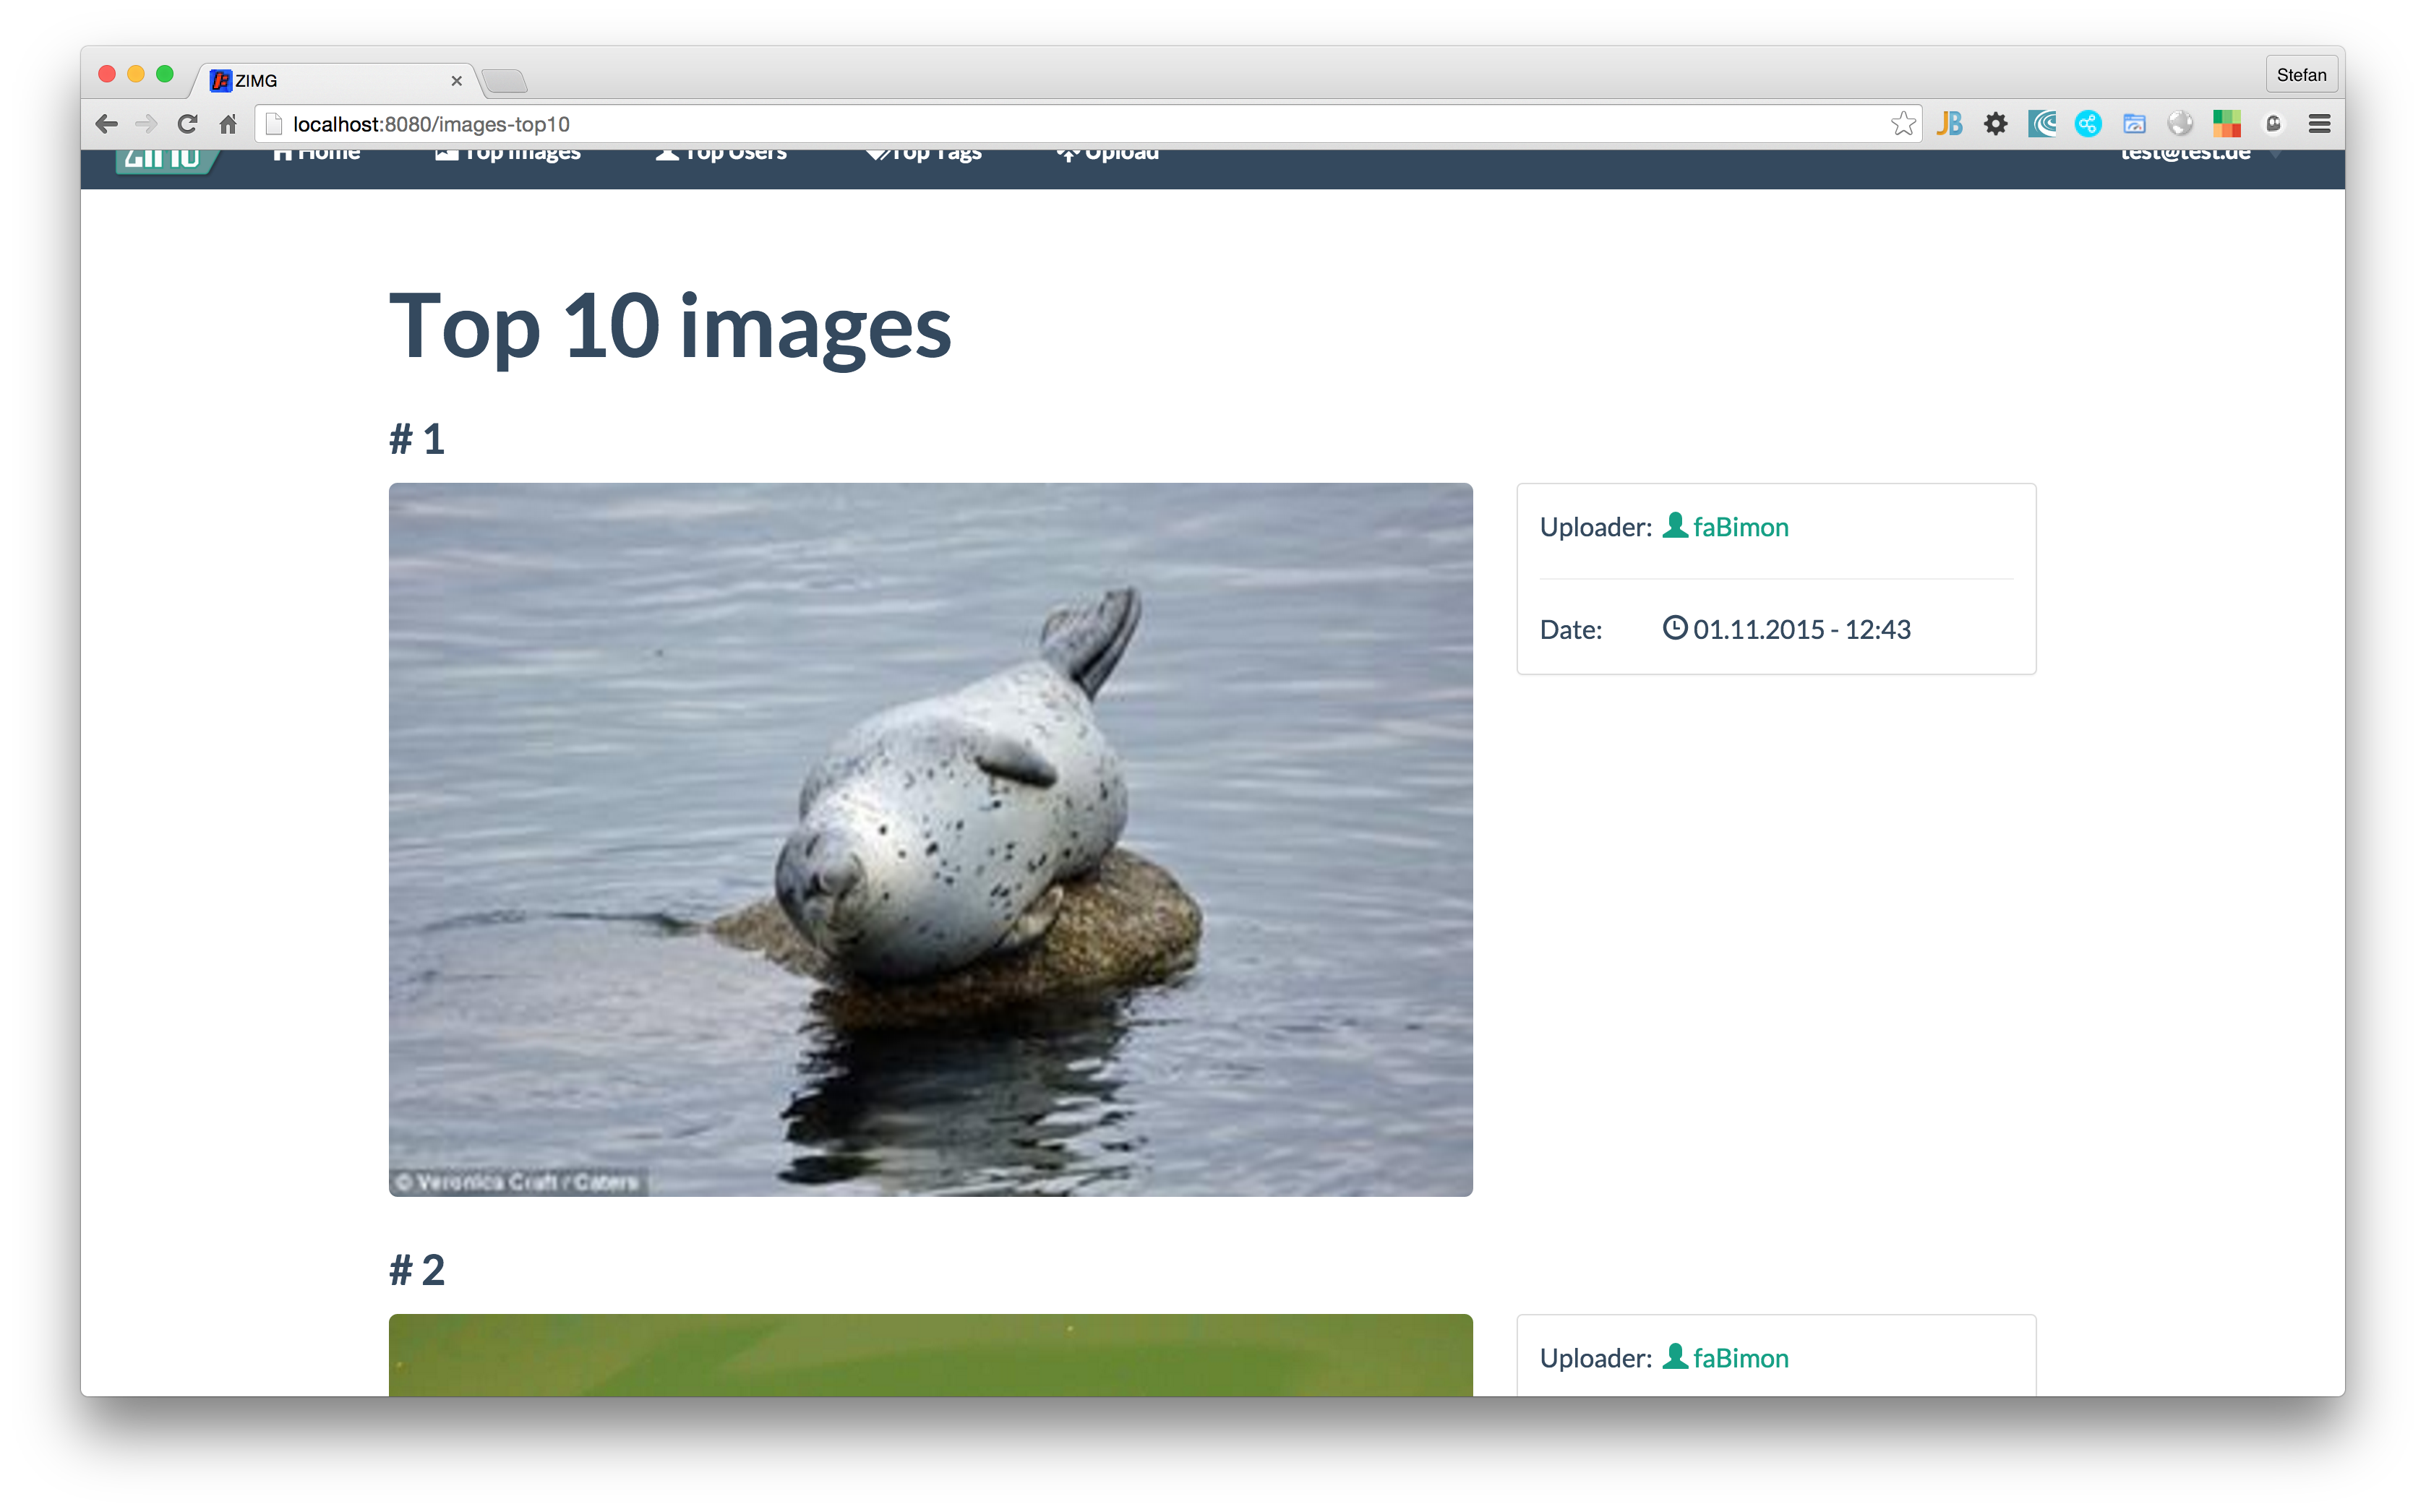 ZIMG
Stefan
localhost:8080/images-top10
Home Top Images Top Users Top Tags Upload test@test.de
Top 10 images
# 1
Uploader: faBimon
Date: 01.11.2015 - 12:43
© Veronica Craft / Caters
# 2
Uploader: faBimon